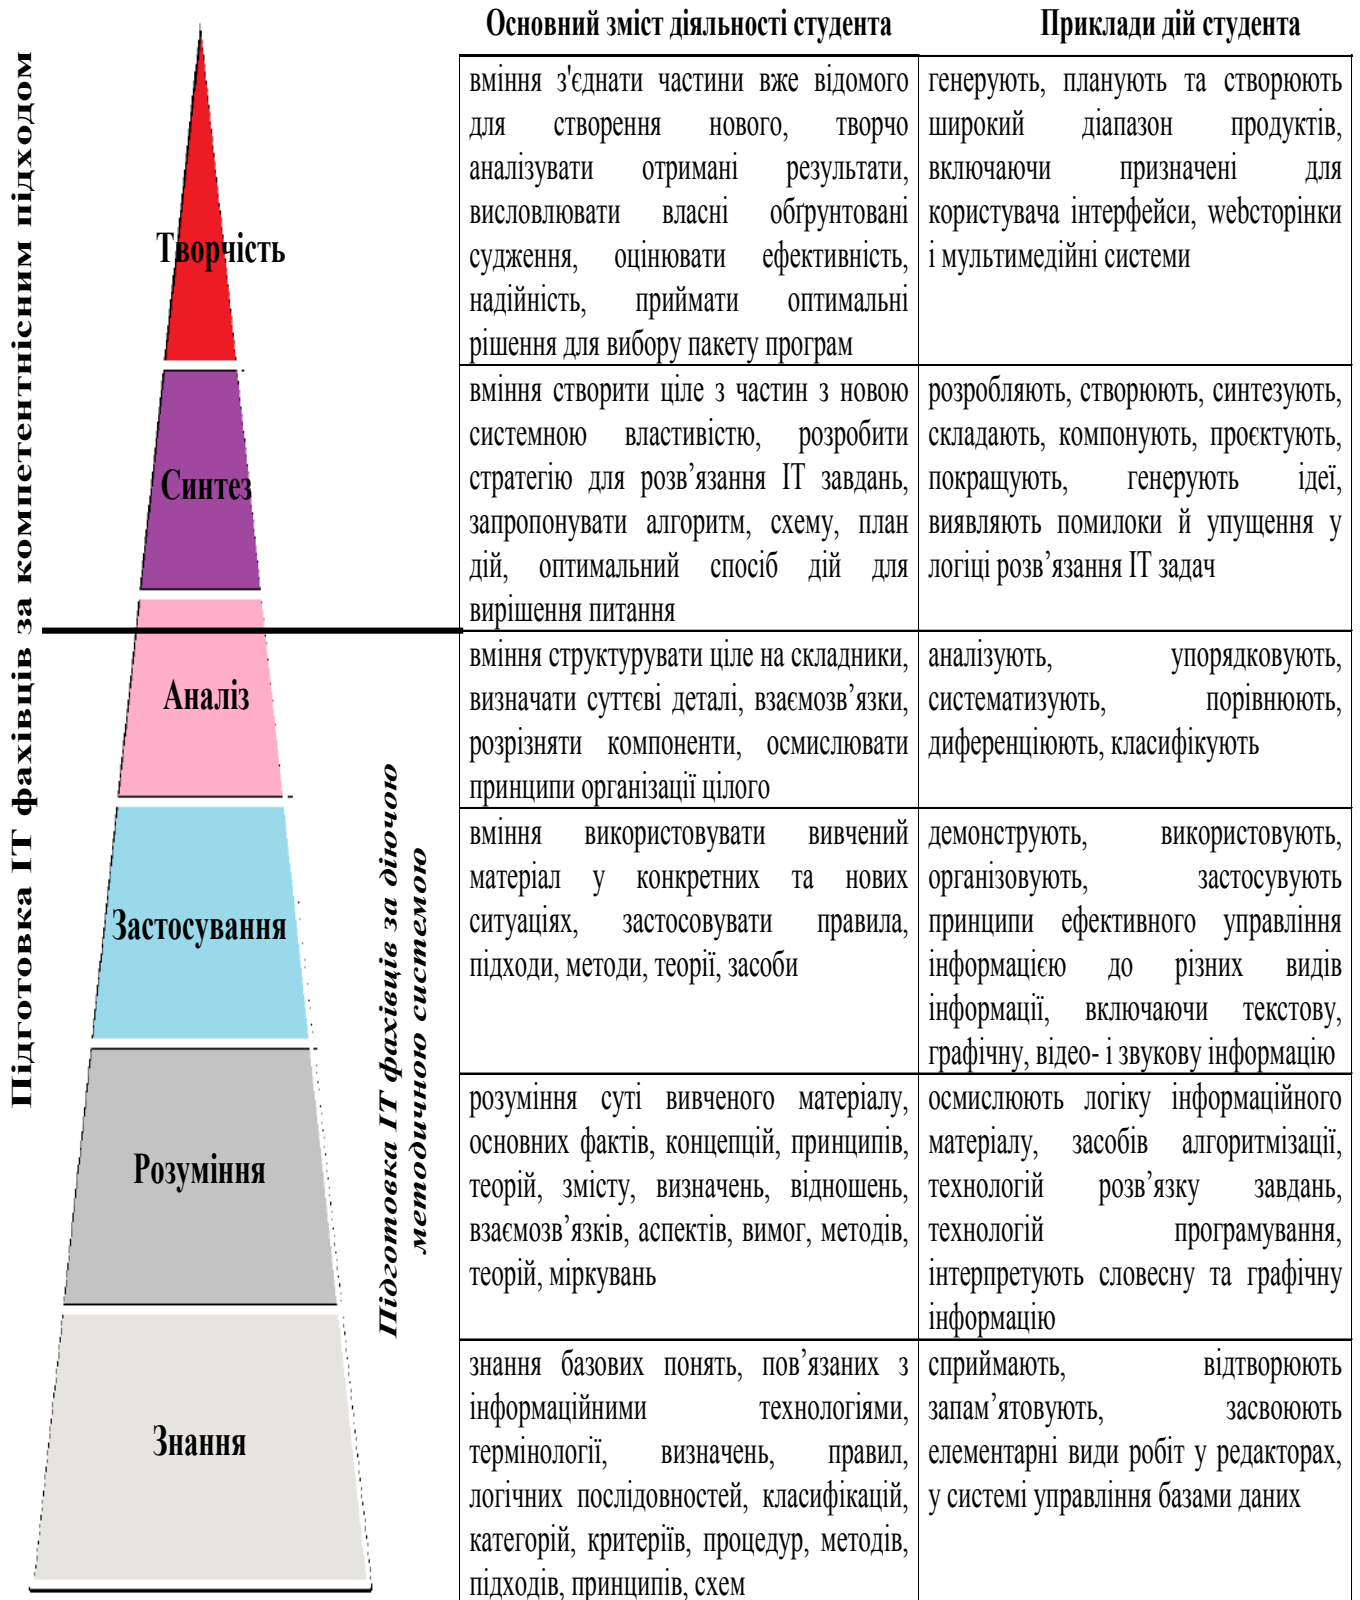 Підготовка ІТ фахівців за компетентнісним підходом
Основний зміст діяльності студента
Приклади дій студента
Творчість
вміння з'єднати частини вже відомого
для створення нового, творчо
аналізувати отримані результати,
висловлювати власні обґрунтовані
судження, оцінювати ефективність,
надійність, приймати оптимальні
рішення для вибору пакету програм
генерують, планують та створюють
широкий діапазон продуктів,
включаючи призначені для
користувача інтерфейси, webсторінки
і мультимедійні системи
Синтез
вміння створити ціле з частин з новою
системною властивістю, розробити
стратегію для розв’язання ІТ завдань,
запропонувати алгоритм, схему, план
дій, оптимальний спосіб дій для
вирішення питання
розробляють, створюють, синтезують,
складають, компонують, проєктують,
покращують, генерують ідеї,
виявляють помилоки й упущення у
логіці розв’язання ІТ задач
Аналіз
вміння структурувати ціле на складники,
визначати суттєві деталі, взаємозв’язки,
розрізняти компоненти, осмислювати
принципи організації цілого
аналізують, упорядковують,
систематизують, порівнюють,
диференціюють, класифікують
Підготовка ІТ фахівців за діючою
методичною системою
Застосування
вміння використовувати вивчений
матеріал у конкретних та нових
ситуаціях, застосовувати правила,
підходи, методи, теорії, засоби
демонструють, використовують,
організовують, застосувують
принципи ефективного управління
інформацією до різних видів
інформації, включаючи текстову,
графічну, відео- і звукову інформацію
Розуміння
розуміння суті вивченого матеріалу,
основних фактів, концепцій, принципів,
теорій, змісту, визначень, відношень,
взаємозв’язків, аспектів, вимог, методів,
теорій, міркувань
осмислюють логіку інформаційного
матеріалу, засобів алгоритмізації,
технологій розв’язку завдань,
технологій програмування,
інтерпретують словесну та графічну
інформацію
Знання
знання базових понять, пов’язаних з
інформаційними технологіями,
термінології, визначень, правил,
логічних послідовностей, класифікацій,
категорій, критеріїв, процедур, методів,
підходів, принципів, схем
сприймають, відтворюють
запам’ятовують, засвоюють
елементарні види робіт у редакторах,
у системі управління базами даних